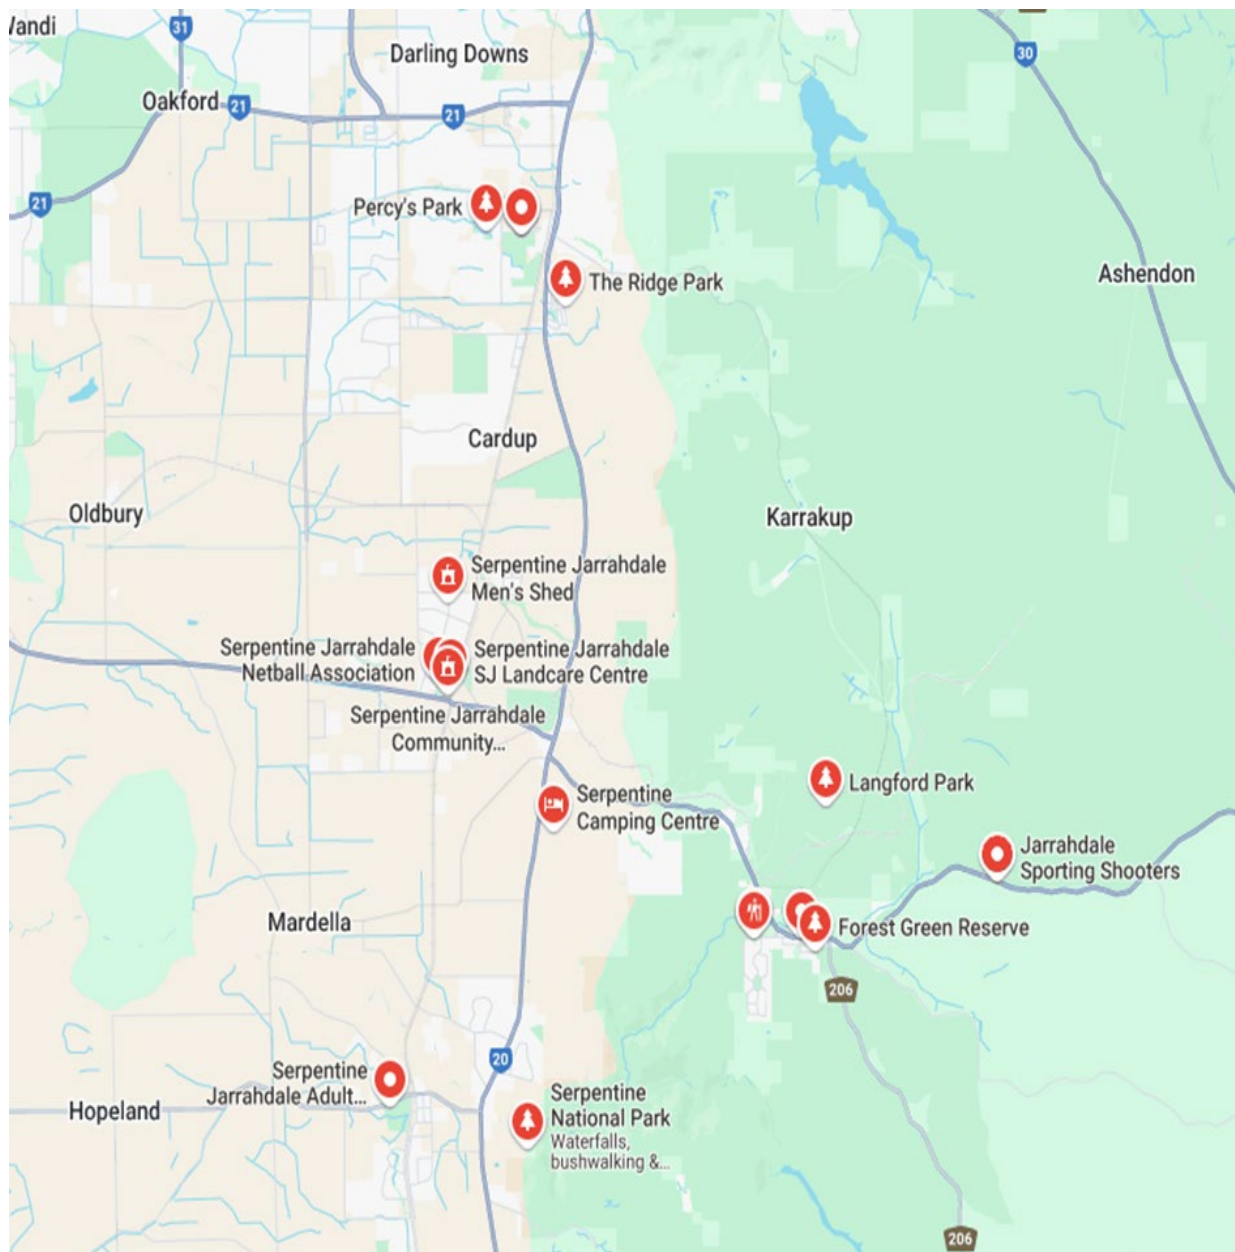 Vandi
31
Darling Downs
30
Oakford
21
21
21
Percy's Park
Ashendon
The Ridge Park
Cardup
Oldbury
Karrakup
Serpentine Jarrahdale
Men's Shed
Serpentine Jarrahdale
Netball Association
Serpentine Jarrahdale
SJ Landcare Centre
Serpentine Jarrahdale
Community...
Langford Park
Serpentine
Camping Centre
Jarrahdale
Sporting Shooters
Mardella
Forest Green Reserve
206
20
Serpentine
Jarrahdale Adult...
Hopeland
Serpentine
National Park
Waterfalls,
bushwalking &...
206